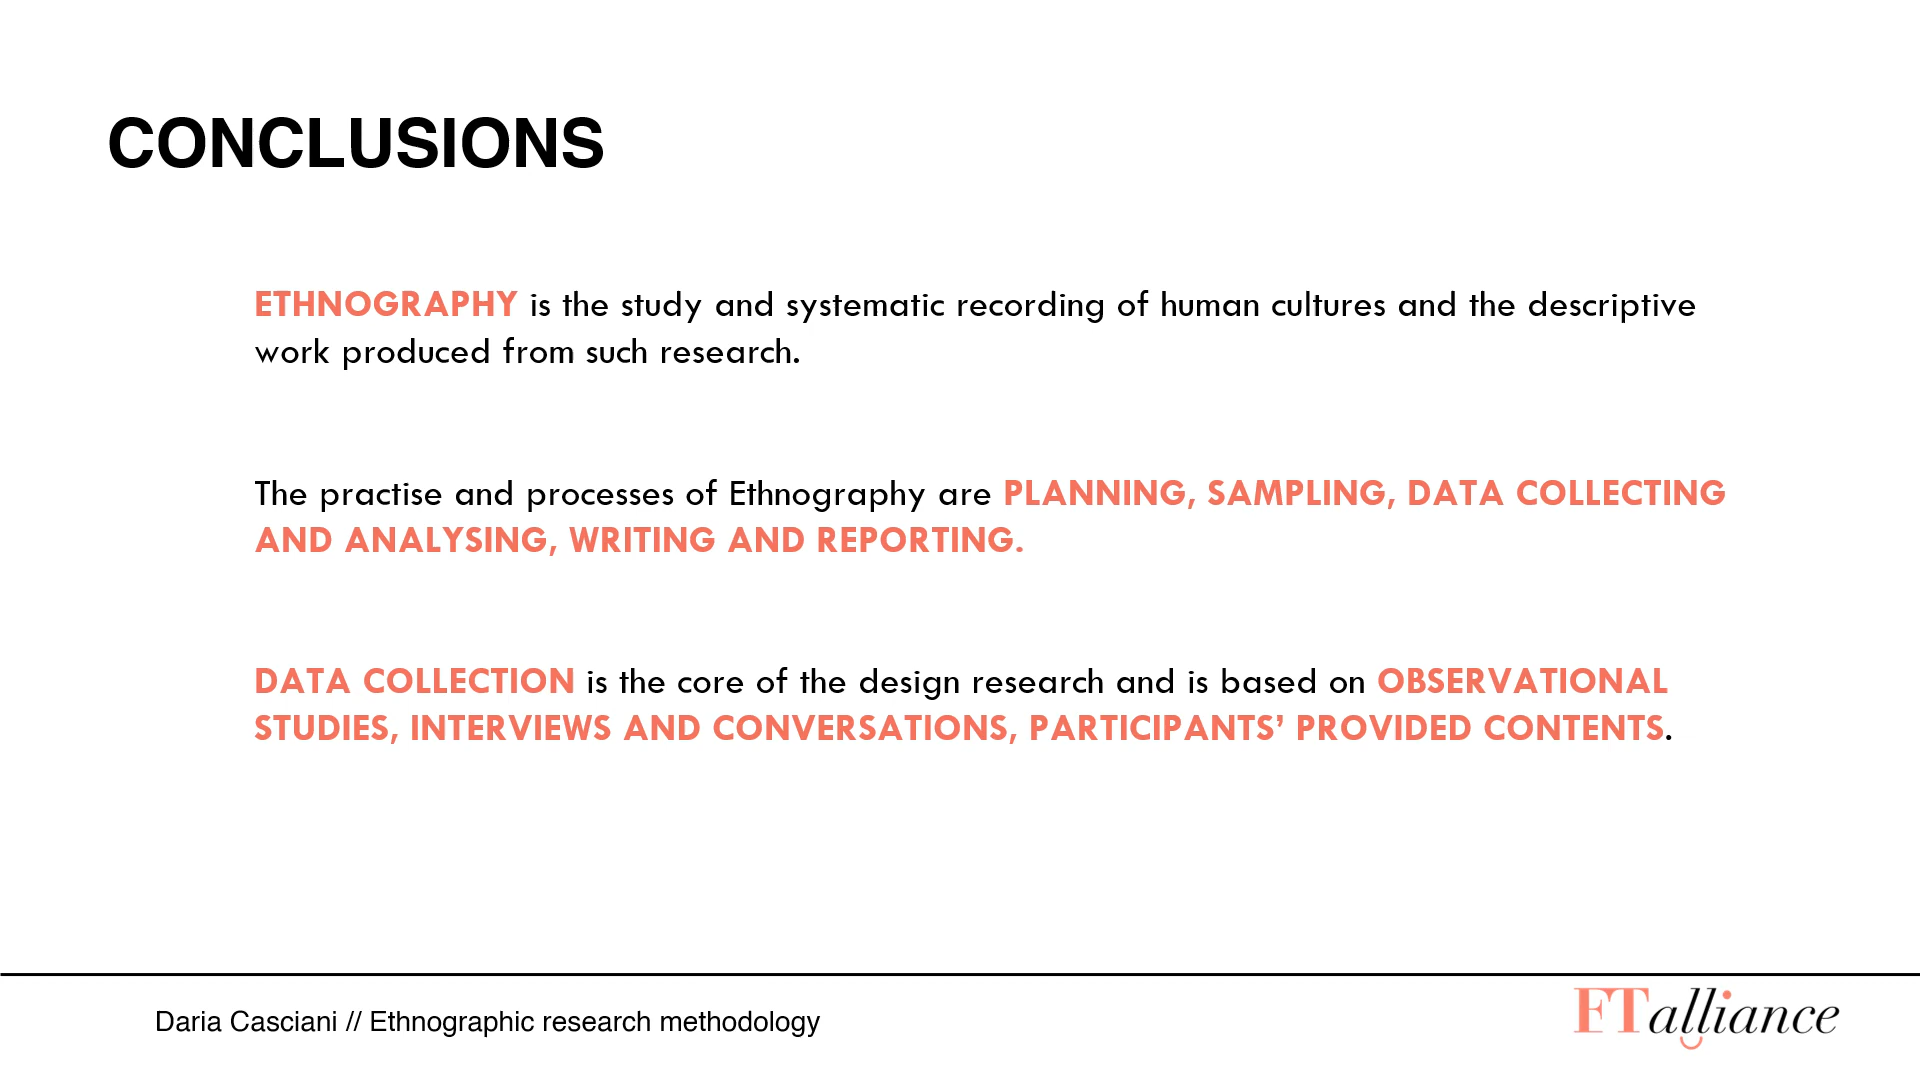 CONCLUSIONS
ETHNOGRAPHY is the study and systematic recording of human cultures and the descriptive
work produced from such research.
The practise and processes of Ethnography are PLANNING, SAMPLING, DATA COLLECTING
AND ANALYSING, WRITING AND REPORTING.
DATA COLLECTION is the core of the design research and is based on OBSERVATIONAL
STUDIES, INTERVIEWS AND CONVERSATIONS, PARTICIPANTS’ PROVIDED CONTENTS.
Daria Casciani // Ethnographic research methodology
FTalliance